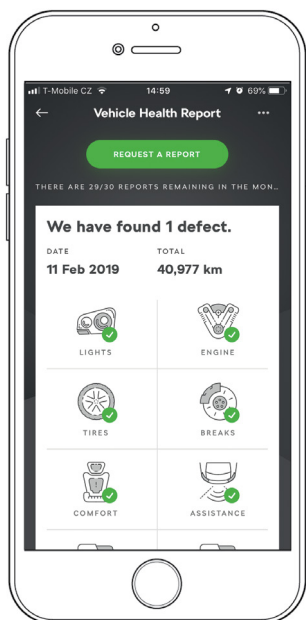 T-Mobile CZ 14:59 69%
Vehicle Health Report
REQUEST A REPORT
THERE ARE 29/30 REPORTS REMAINING IN THE MON...
We have found 1 defect.
DATE TOTAL
11 Feb 2019 40,977 km
LIGHTS ENGINE
TIRES BREAKS
COMFORT ASSISTANCE